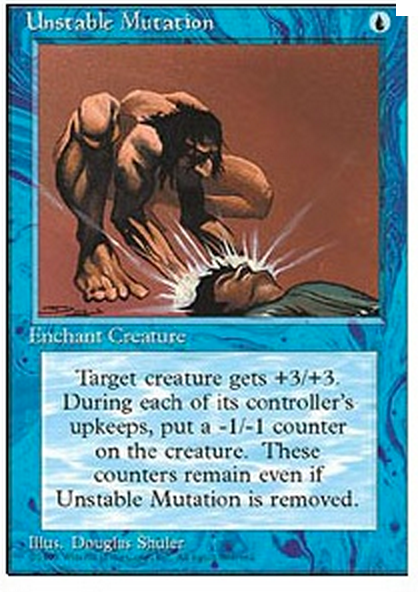 Unstable Mutation
Enchant Creature
Target creature gets +3/+3.
During each of its controller's
upkeeps, put a -1/-1 counter
on the creature. These
counters remain even if
Unstable Mutation is removed.
Illus. Douglas Shuler